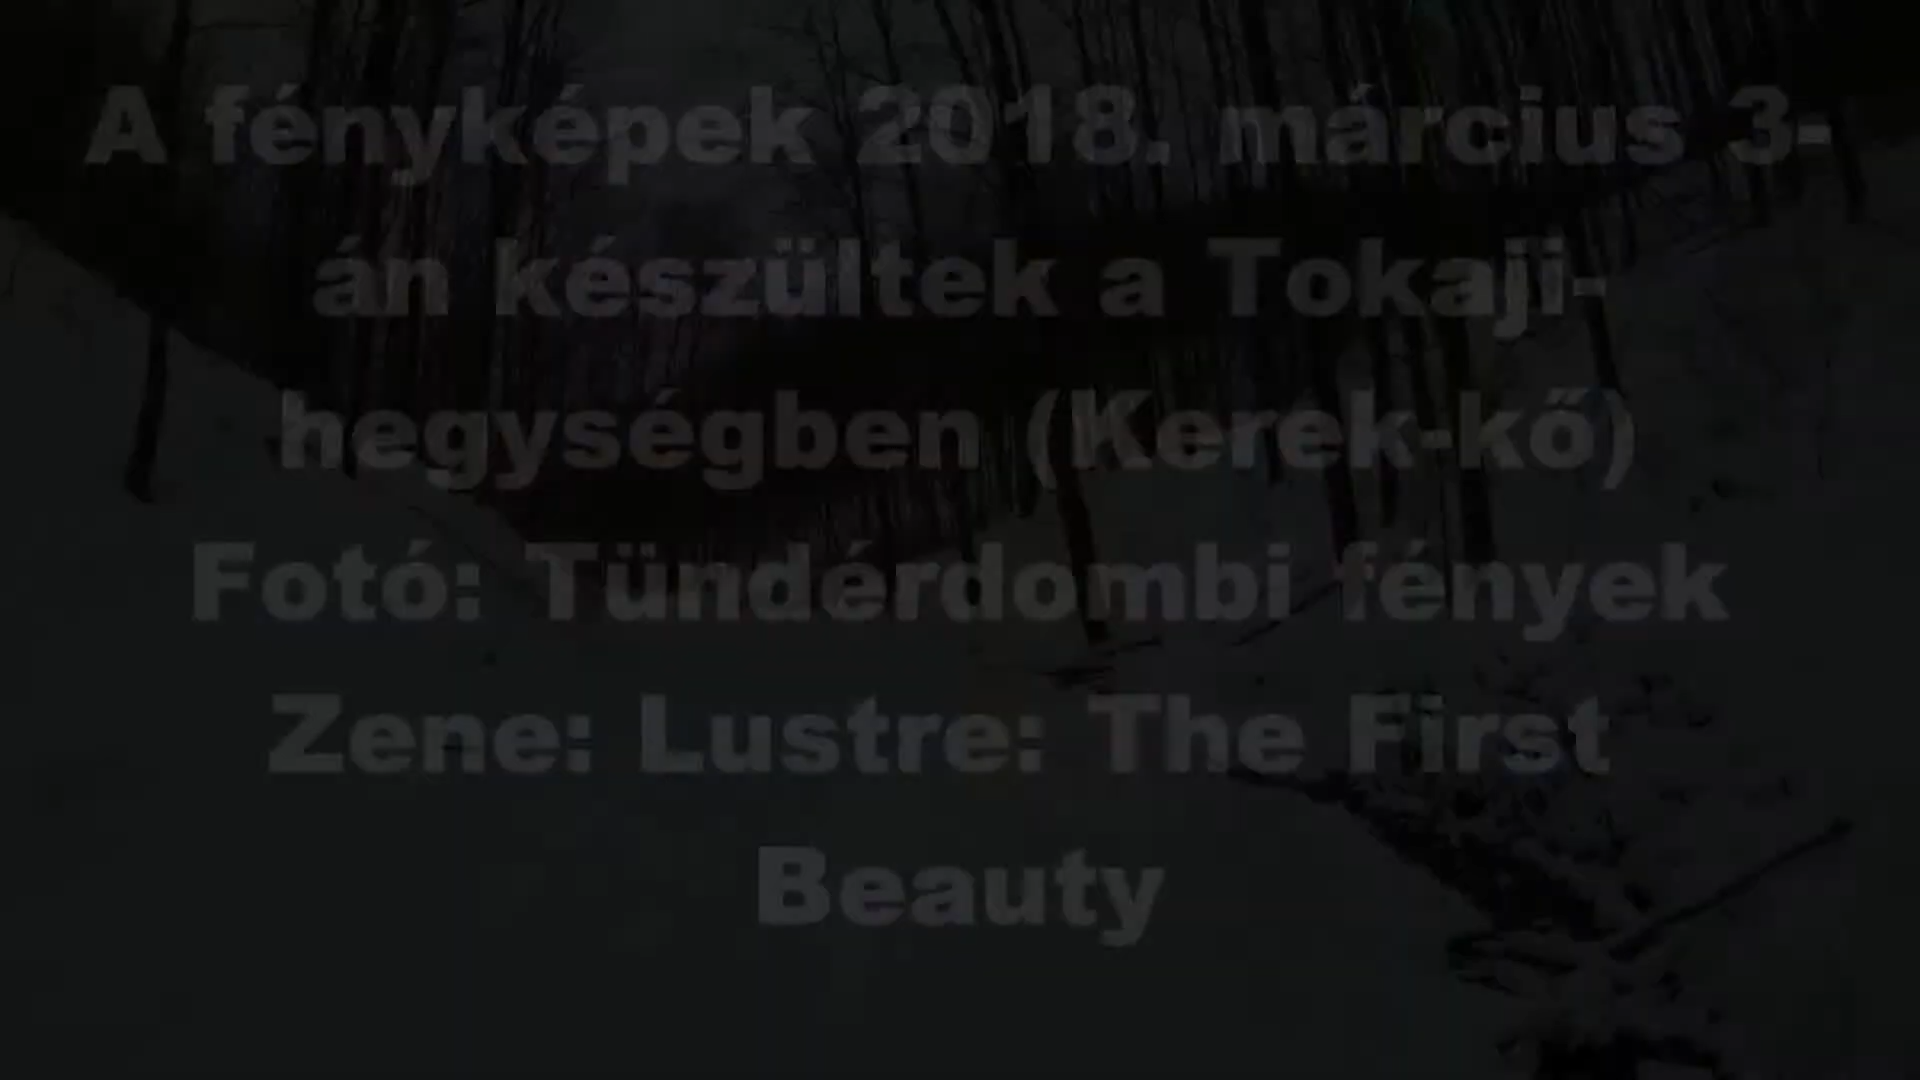 A fényképek 2018. március 3-
án készültek a Tokaji-
hegységben (Kerek-kő)
Fotó: Tündérdombi fények
Zene: Lustre: The First
Beauty